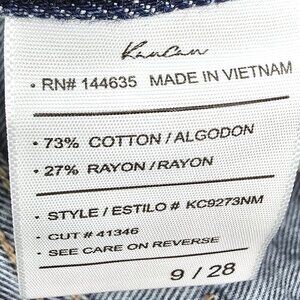 KanCan
• RN# 144635 MADE IN VIETNAM
• 73% COTTON / ALGODON
• 27% RAYON / RAYON
• STYLE / ESTILO # KC9273NM
• CUT # 41346
• SEE CARE ON REVERSE
9 / 28